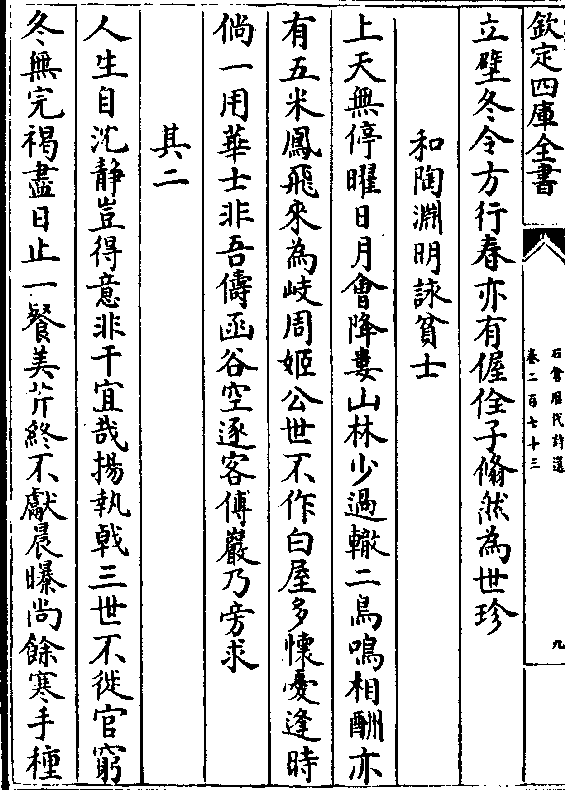 欽定四庫全書
石倉歷代詩選
卷二百七十三
九
立壁冬令方行春亦有偓佺子翛然為世珍
和陶淵明詠貧士
上天無停曜日月會降婁山林少過轍二鳥鳴相酬亦
有五米鳳飛來為岐周姬公世不作白屋多懷憂逢時
倘一用華士非吾儔函谷空逐客傅巖乃旁求
其二
人生自沈静豈得意非干宜哉揚執戟三世不徙官窮
冬無完褐盡日止一餐美芹終不獻晨曝尚餘寒手種